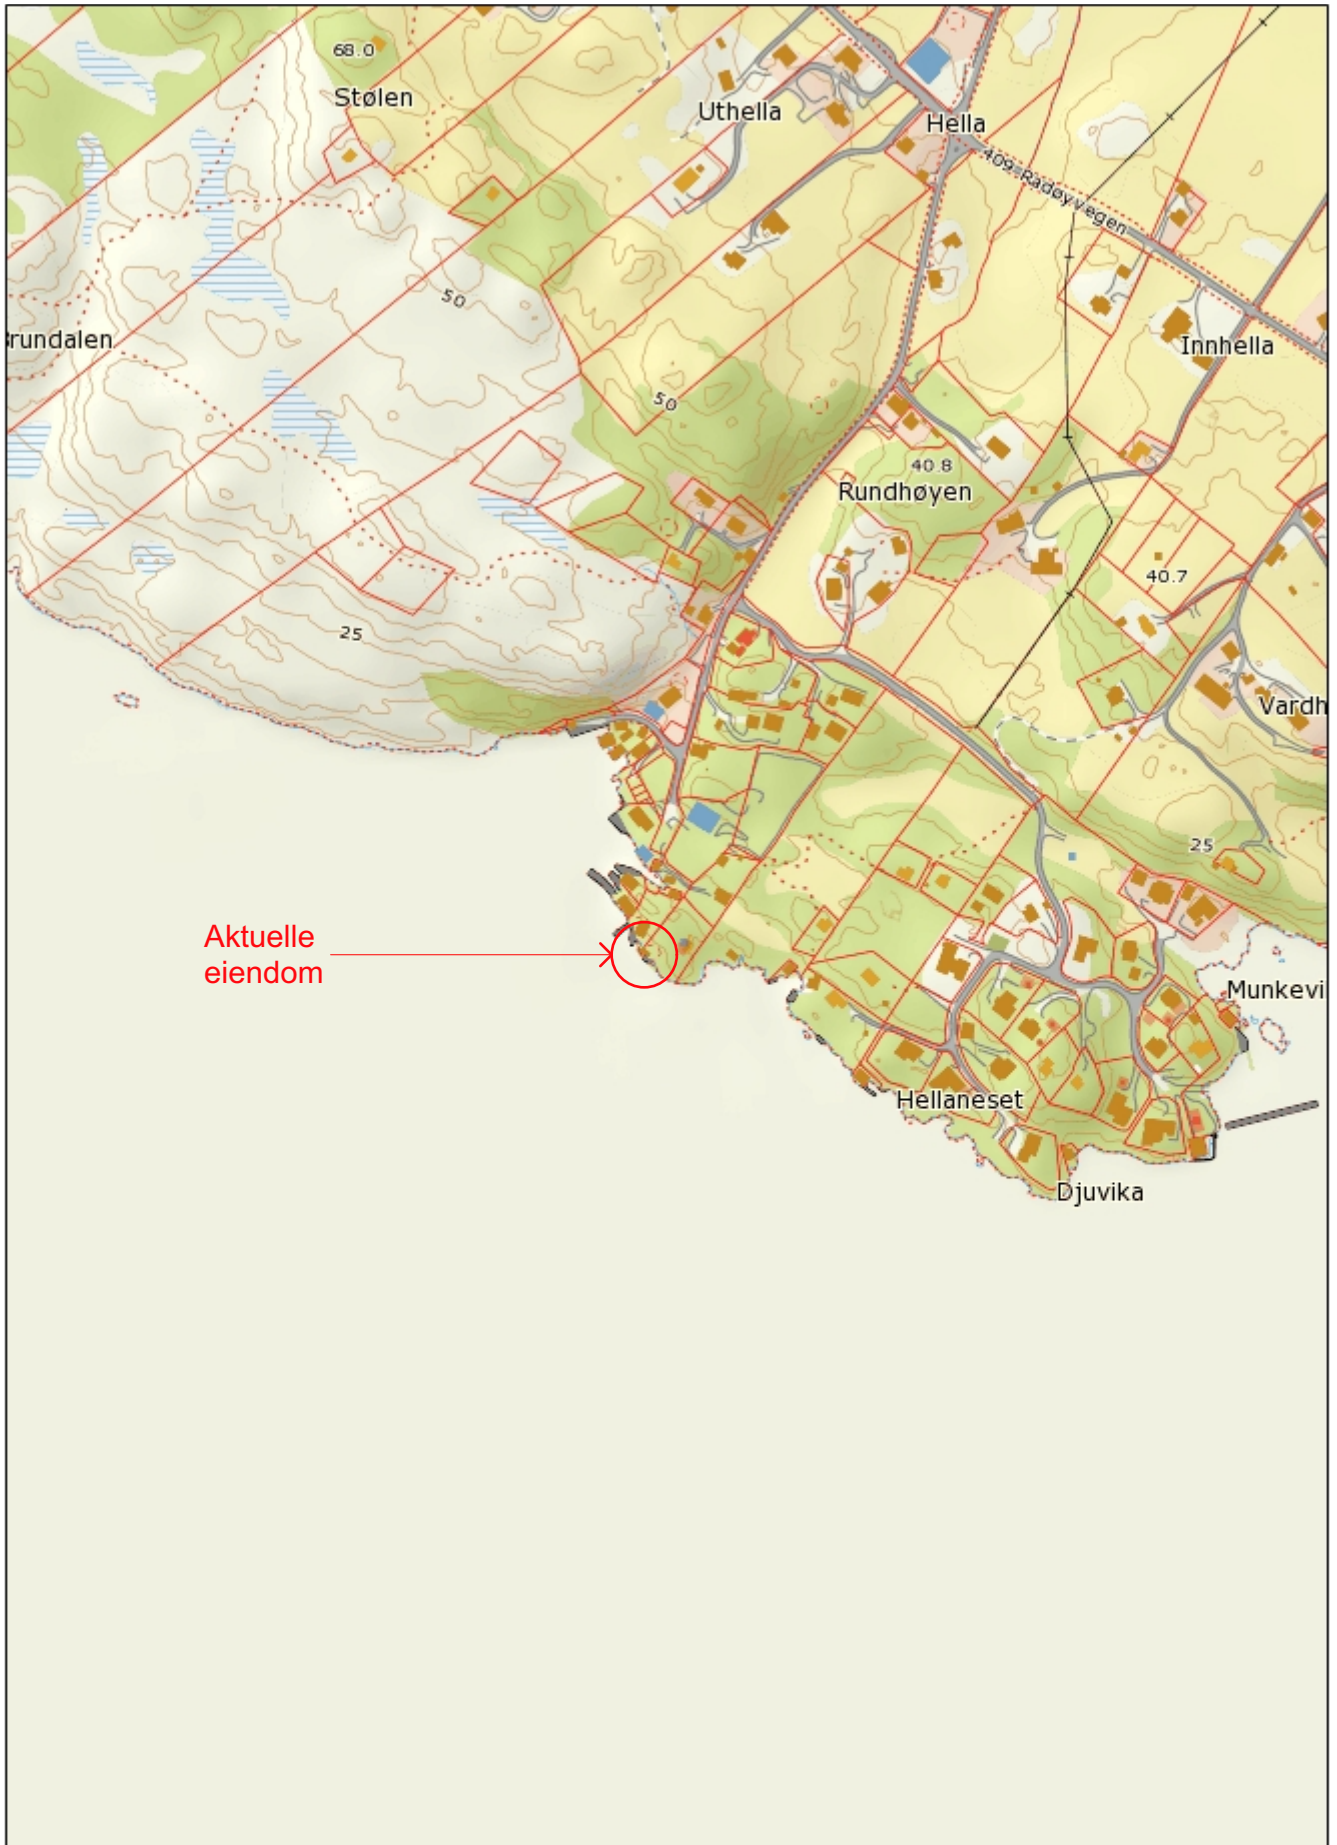 68.0
Stølen
Uthella
Hella
409-Radøyvegen
50
Brundalen
Innhella
50
40.8
Rundhøyen
40.7
25
Vardh
25
Aktuelle
eiendom
Munkevi
Hellaneset
Djuvika